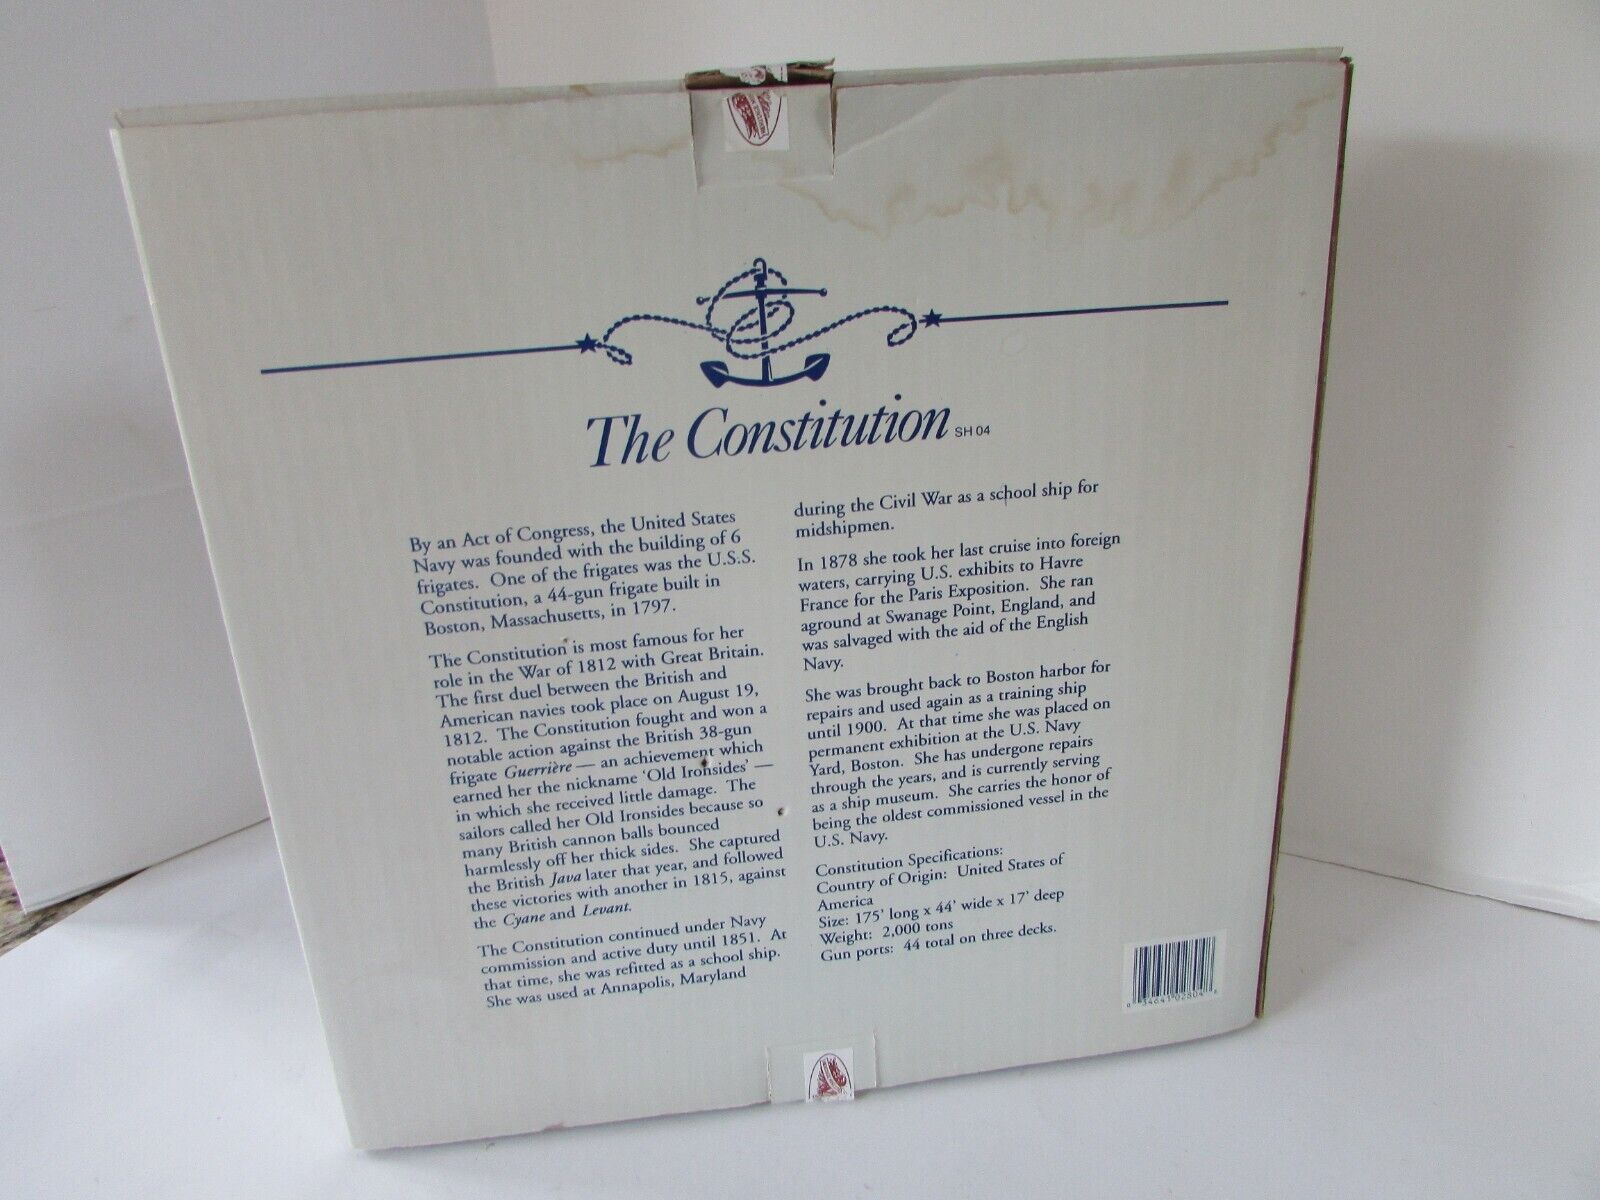 The Constitution SH 04
By an Act of Congress, the United States
Navy was founded with the building of 6
frigates. One of the frigates was the U.S.S.
Constitution, a 44-gun frigate built in
Boston, Massachusetts, in 1797.
The Constitution is most famous for her
role in the War of 1812 with Great Britain.
The first duel between the British and
American navies took place on August 19,
1812. The Constitution fought and won a
notable action against the British 38-gun
frigate Guerrière — an achievement which
earned her the nickname 'Old Ironsides' —
in which she received little damage. The
sailors called her Old Ironsides because so
many British cannon balls bounced
harmlessly off her thick sides. She captured
the British Java later that year, and followed
these victories with another in 1815, against
the Cyane and Levant.
The Constitution continued under Navy
commission and active duty until 1851. At
that time, she was refitted as a school ship.
She was used at Annapolis, Maryland
during the Civil War as a school ship for
midshipmen.
In 1878 she took her last cruise into foreign
waters, carrying U.S. exhibits to Havre
France for the Paris Exposition. She ran
aground at Swanage Point, England, and
was salvaged with the aid of the English
Navy.
She was brought back to Boston harbor for
repairs and used again as a training ship
until 1900. At that time she was placed on
permanent exhibition at the U.S. Navy
Yard, Boston. She has undergone repairs
through the years, and is currently serving
as a ship museum. She carries the honor of
being the oldest commissioned vessel in the
U.S. Navy.
Constitution Specifications:
Country of Origin: United States of
America
Size: 175' long x 44' wide x 17' deep
Weight: 2,000 tons
Gun ports: 44 total on three decks.
34641 02804